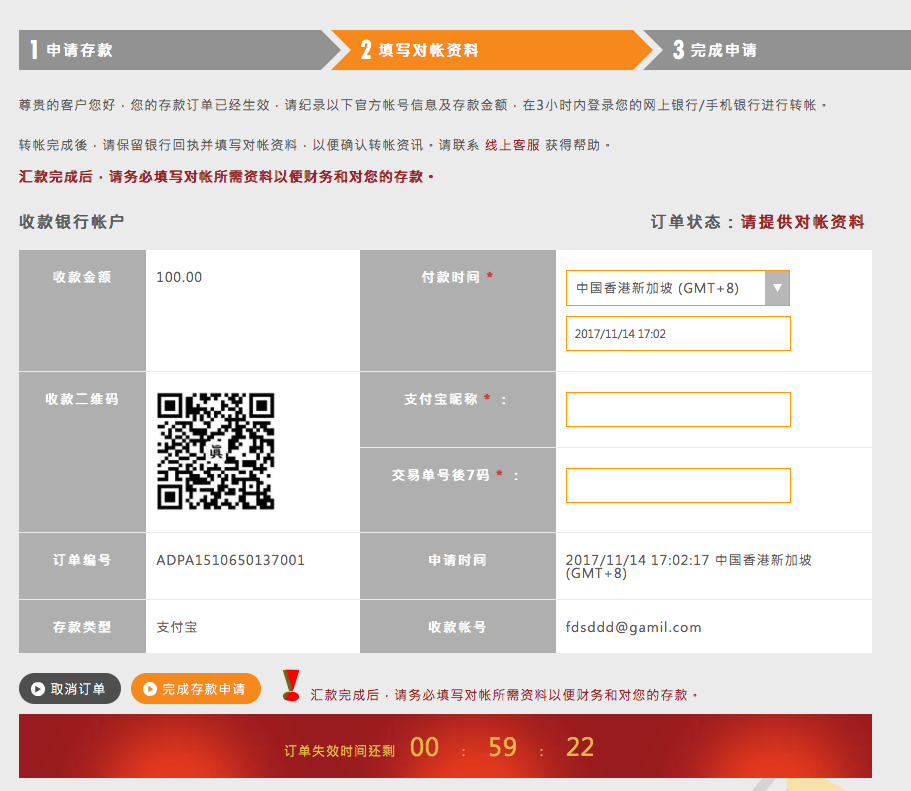 1 申请存款
2 填写对帐资料
3 完成申请
尊贵的客户您好，您的存款订单已经生效，请纪录以下官方帐号信息及存款金额，在3小时内登录您的网上银行/手机银行进行转帐。
转帐完成後，请保留银行回执并填写对帐资料，以便确认转帐资讯。请联系 线上客服 获得帮助。
汇款完成后，请务必填写对帐所需资料以便财务和对您的存款。
收款银行帐户
订单状态：请提供对帐资料
收款金额
100.00
付款时间 *
中国香港新加坡 (GMT+8)
2017/11/14 17:02
收款二维码
眞
支付宝昵称 * ：
交易单号後7码 * ：
订单编号
ADPA1510650137001
申请时间
2017/11/14 17:02:17 中国香港新加坡
(GMT+8)
存款类型
支付宝
收款帐号
fdsddd@gamil.com
取消订单
完成存款申请
汇款完成后，请务必填写对帐所需资料以便财务和对您的存款。
订单失效时间还剩 00 : 59 : 22